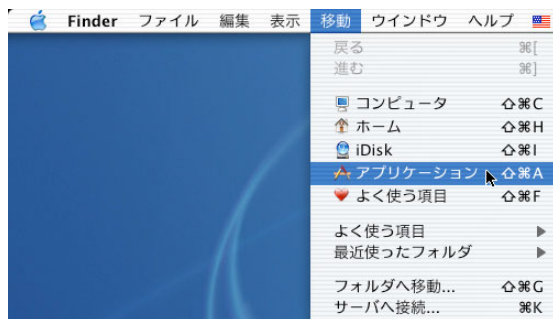 Finder ファイル 編集 表示 移動 ウインドウ ヘルプ
戻る ⌘[
進む ⌘]
コンピュータ ⇧⌘C
ホーム ⇧⌘H
iDisk ⇧⌘I
アプリケーション ⇧⌘A
よく使う項目 ⇧⌘F
よく使う項目 ▶
最近使ったフォルダ ▶
フォルダへ移動... ⇧⌘G
サーバへ接続... ⌘K